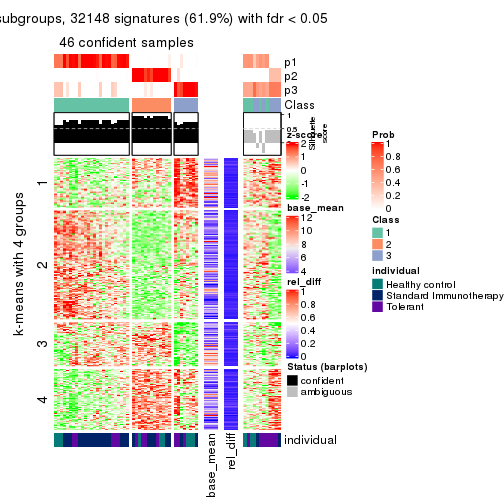 subgroups, 32148 signatures (61.9%) with fdr < 0.05
46 confident samples
p1
p2
p3
Class
1
0.5
0
Silhouette
score
k-means with 4 groups
1
2
3
4
base_mean
rel_diff
individual
z-score
2
1
0
-1
-2
base_mean
12
10
8
6
4
rel_diff
1
0.8
0.6
0.4
0.2
0
Status (barplots)
confident
ambiguous
Prob
1
0.8
0.6
0.4
0.2
0
Class
1
2
3
individual
Healthy control
Standard Immunotherapy
Tolerant